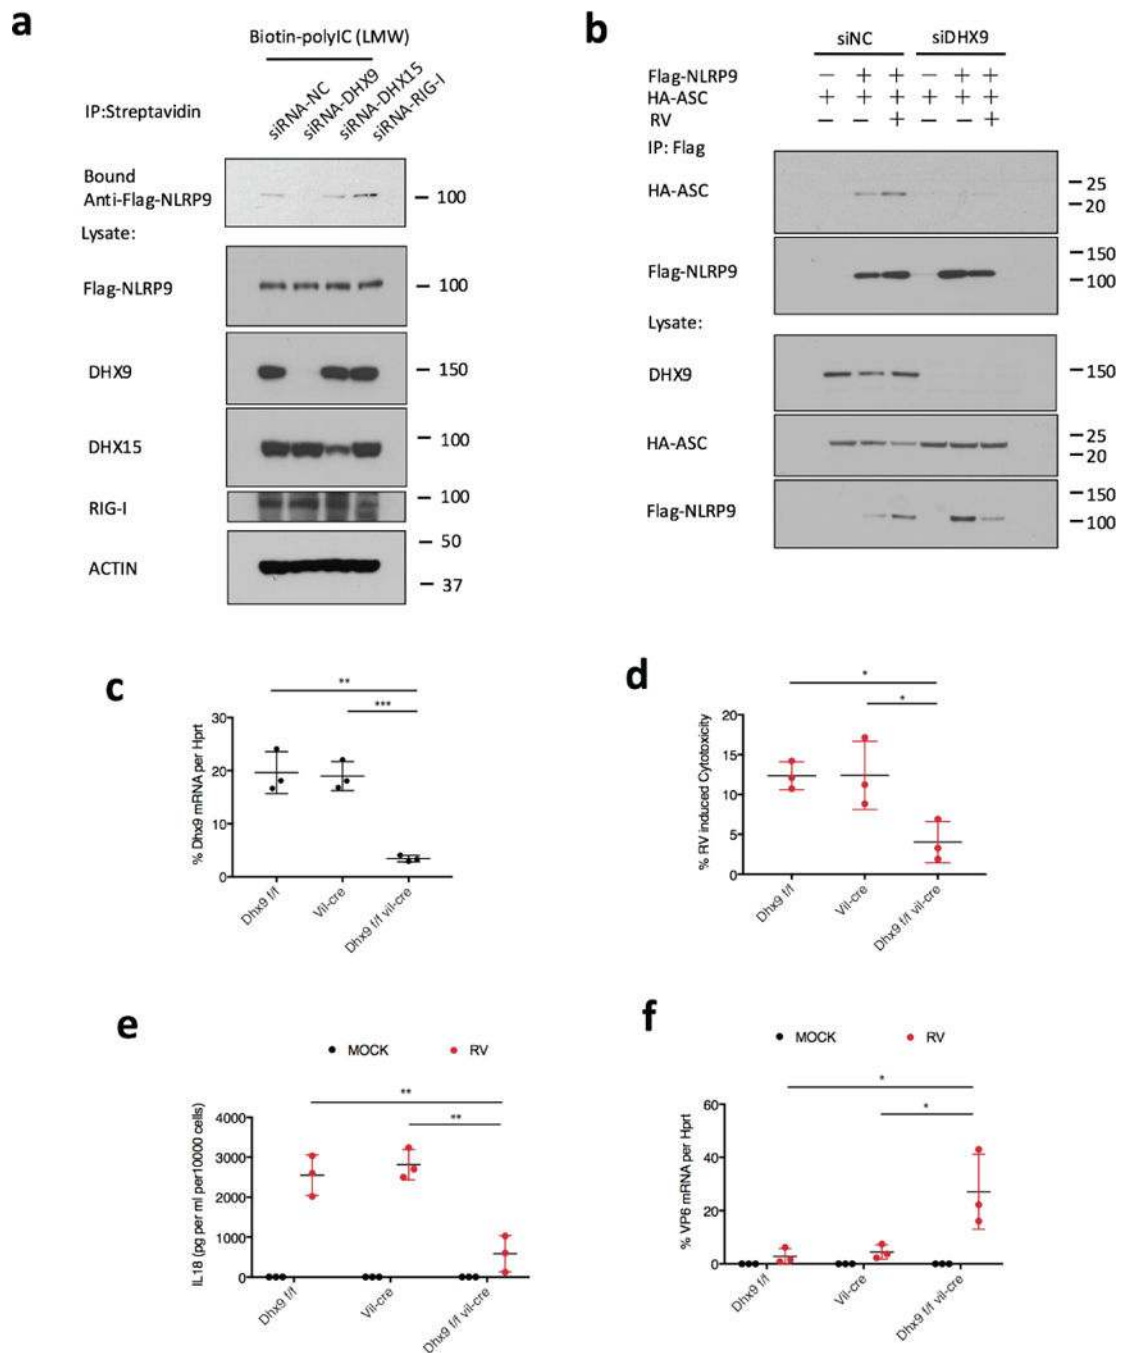 a
Biotin-polyIC (LMW)
IP:Streptavidin
siRNA-NC
siRNA-DHX9
siRNA-DHX15
siRNA-RIG-I
Bound
Anti-Flag-NLRP9
100
Lysate:
Flag-NLRP9
100
DHX9
150
DHX15
100
RIG-I
100
50
ACTIN
37
b
siNC siDHX9
Flag-NLRP9 − + + − + +
HA-ASC + + + + + +
RV − − + − − +
IP: Flag
HA-ASC
25
20
Flag-NLRP9
150
100
Lysate:
DHX9
150
HA-ASC
25
20
Flag-NLRP9
150
100
c
**
***
30
20
10
0
% Dhx9 mRNA per Hprt
Dhx9 f/f
Vil-cre
Dhx9 f/f vil-cre
d
*
*
20
15
10
5
0
% RV induced Cytotoxicity
Dhx9 f/f
Vil-cre
Dhx9 f/f vil-cre
e
MOCK RV
**
**
4000
3000
2000
1000
0
IL18 (pg per ml per10000 cells)
Dhx9 f/f
Vil-cre
Dhx9 f/f vil-cre
f
MOCK RV
*
*
60
40
20
0
% VP6 mRNA per Hprt
Dhx9 f/f
Vil-cre
Dhx9 f/f vil-cre